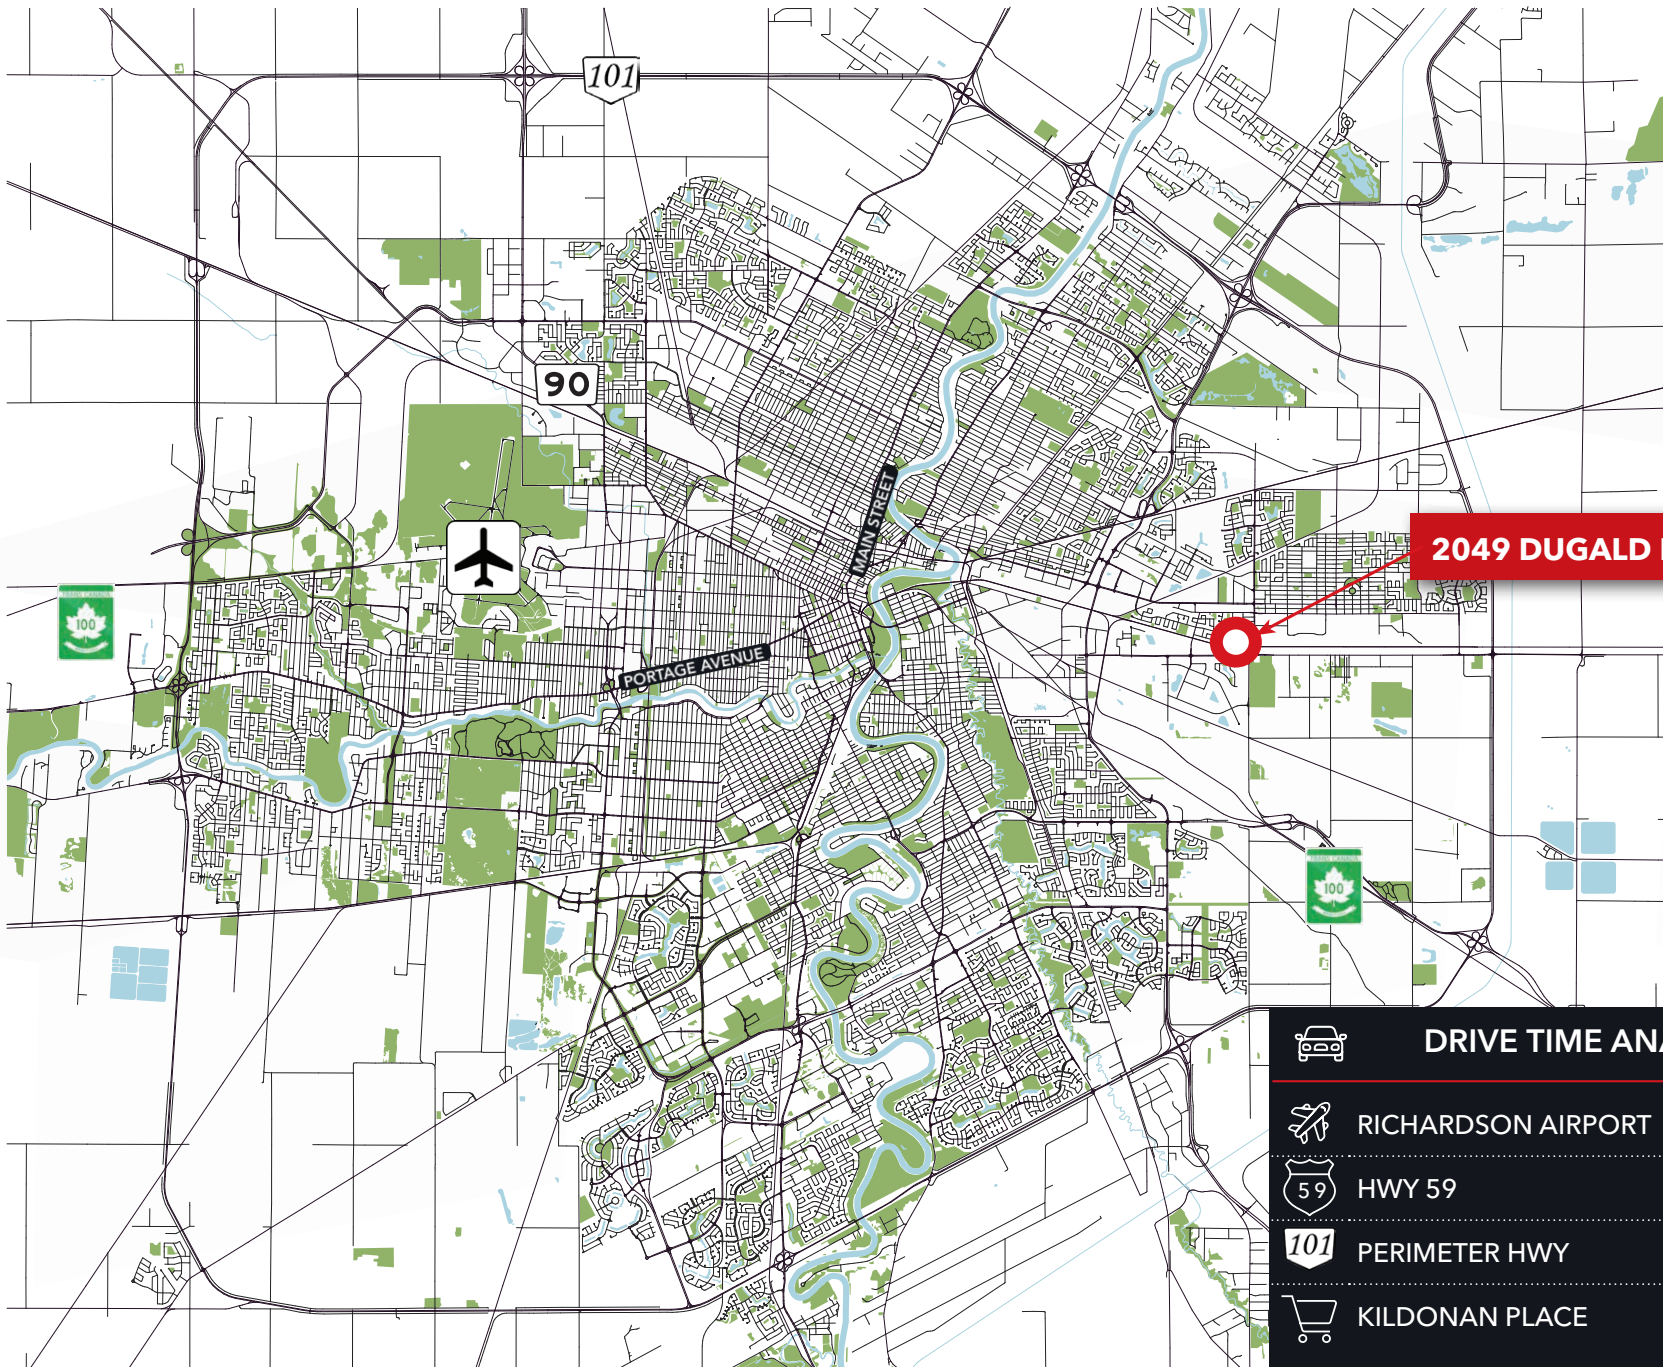 101
90
MAIN STREET
2049 DUGALD
100
PORTAGE AVENUE
100
DRIVE TIME ANA
RICHARDSON AIRPORT
59 HWY 59
101 PERIMETER HWY
KILDONAN PLACE